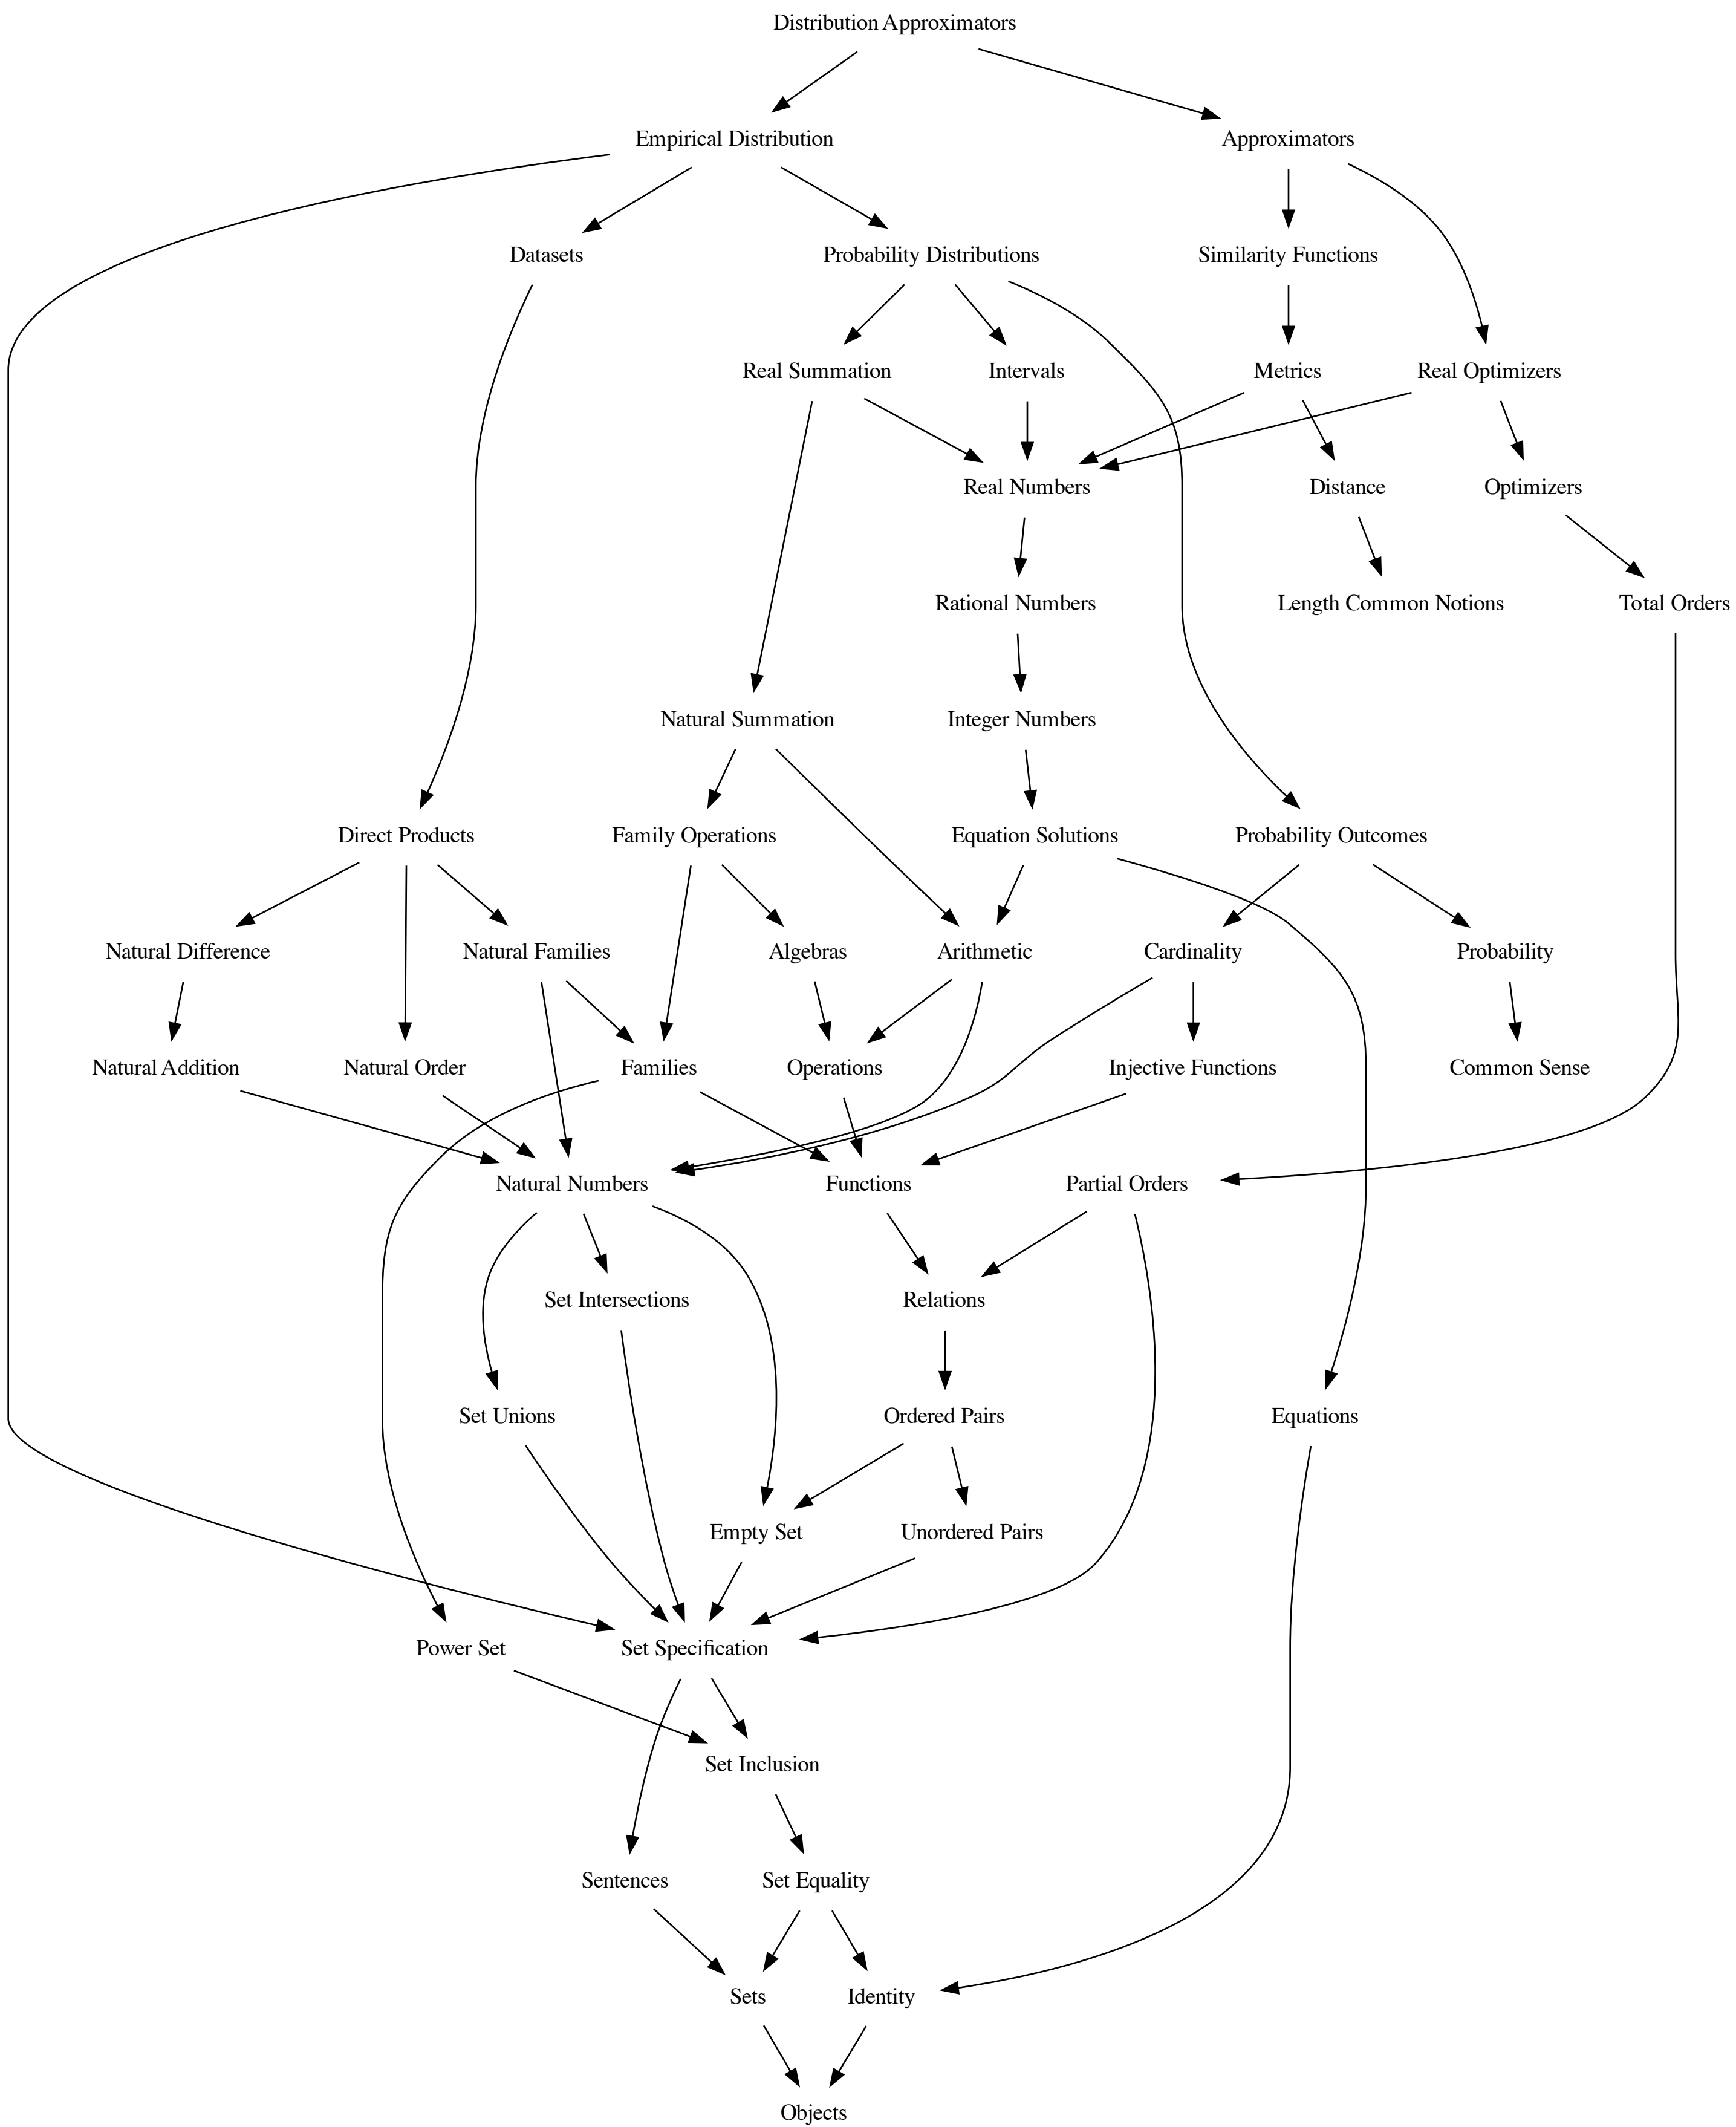 Distribution Approximators
Empirical Distribution
Approximators
Datasets
Probability Distributions
Similarity Functions
Real Summation
Intervals
Metrics
Real Optimizers
Real Numbers
Distance
Optimizers
Rational Numbers
Length Common Notions
Total Orders
Natural Summation
Integer Numbers
Direct Products
Family Operations
Equation Solutions
Probability Outcomes
Natural Difference
Natural Families
Algebras
Arithmetic
Cardinality
Probability
Natural Addition
Natural Order
Families
Operations
Injective Functions
Common Sense
Natural Numbers
Functions
Partial Orders
Set Intersections
Relations
Set Unions
Ordered Pairs
Equations
Empty Set
Unordered Pairs
Power Set
Set Specification
Set Inclusion
Sentences
Set Equality
Sets
Identity
Objects